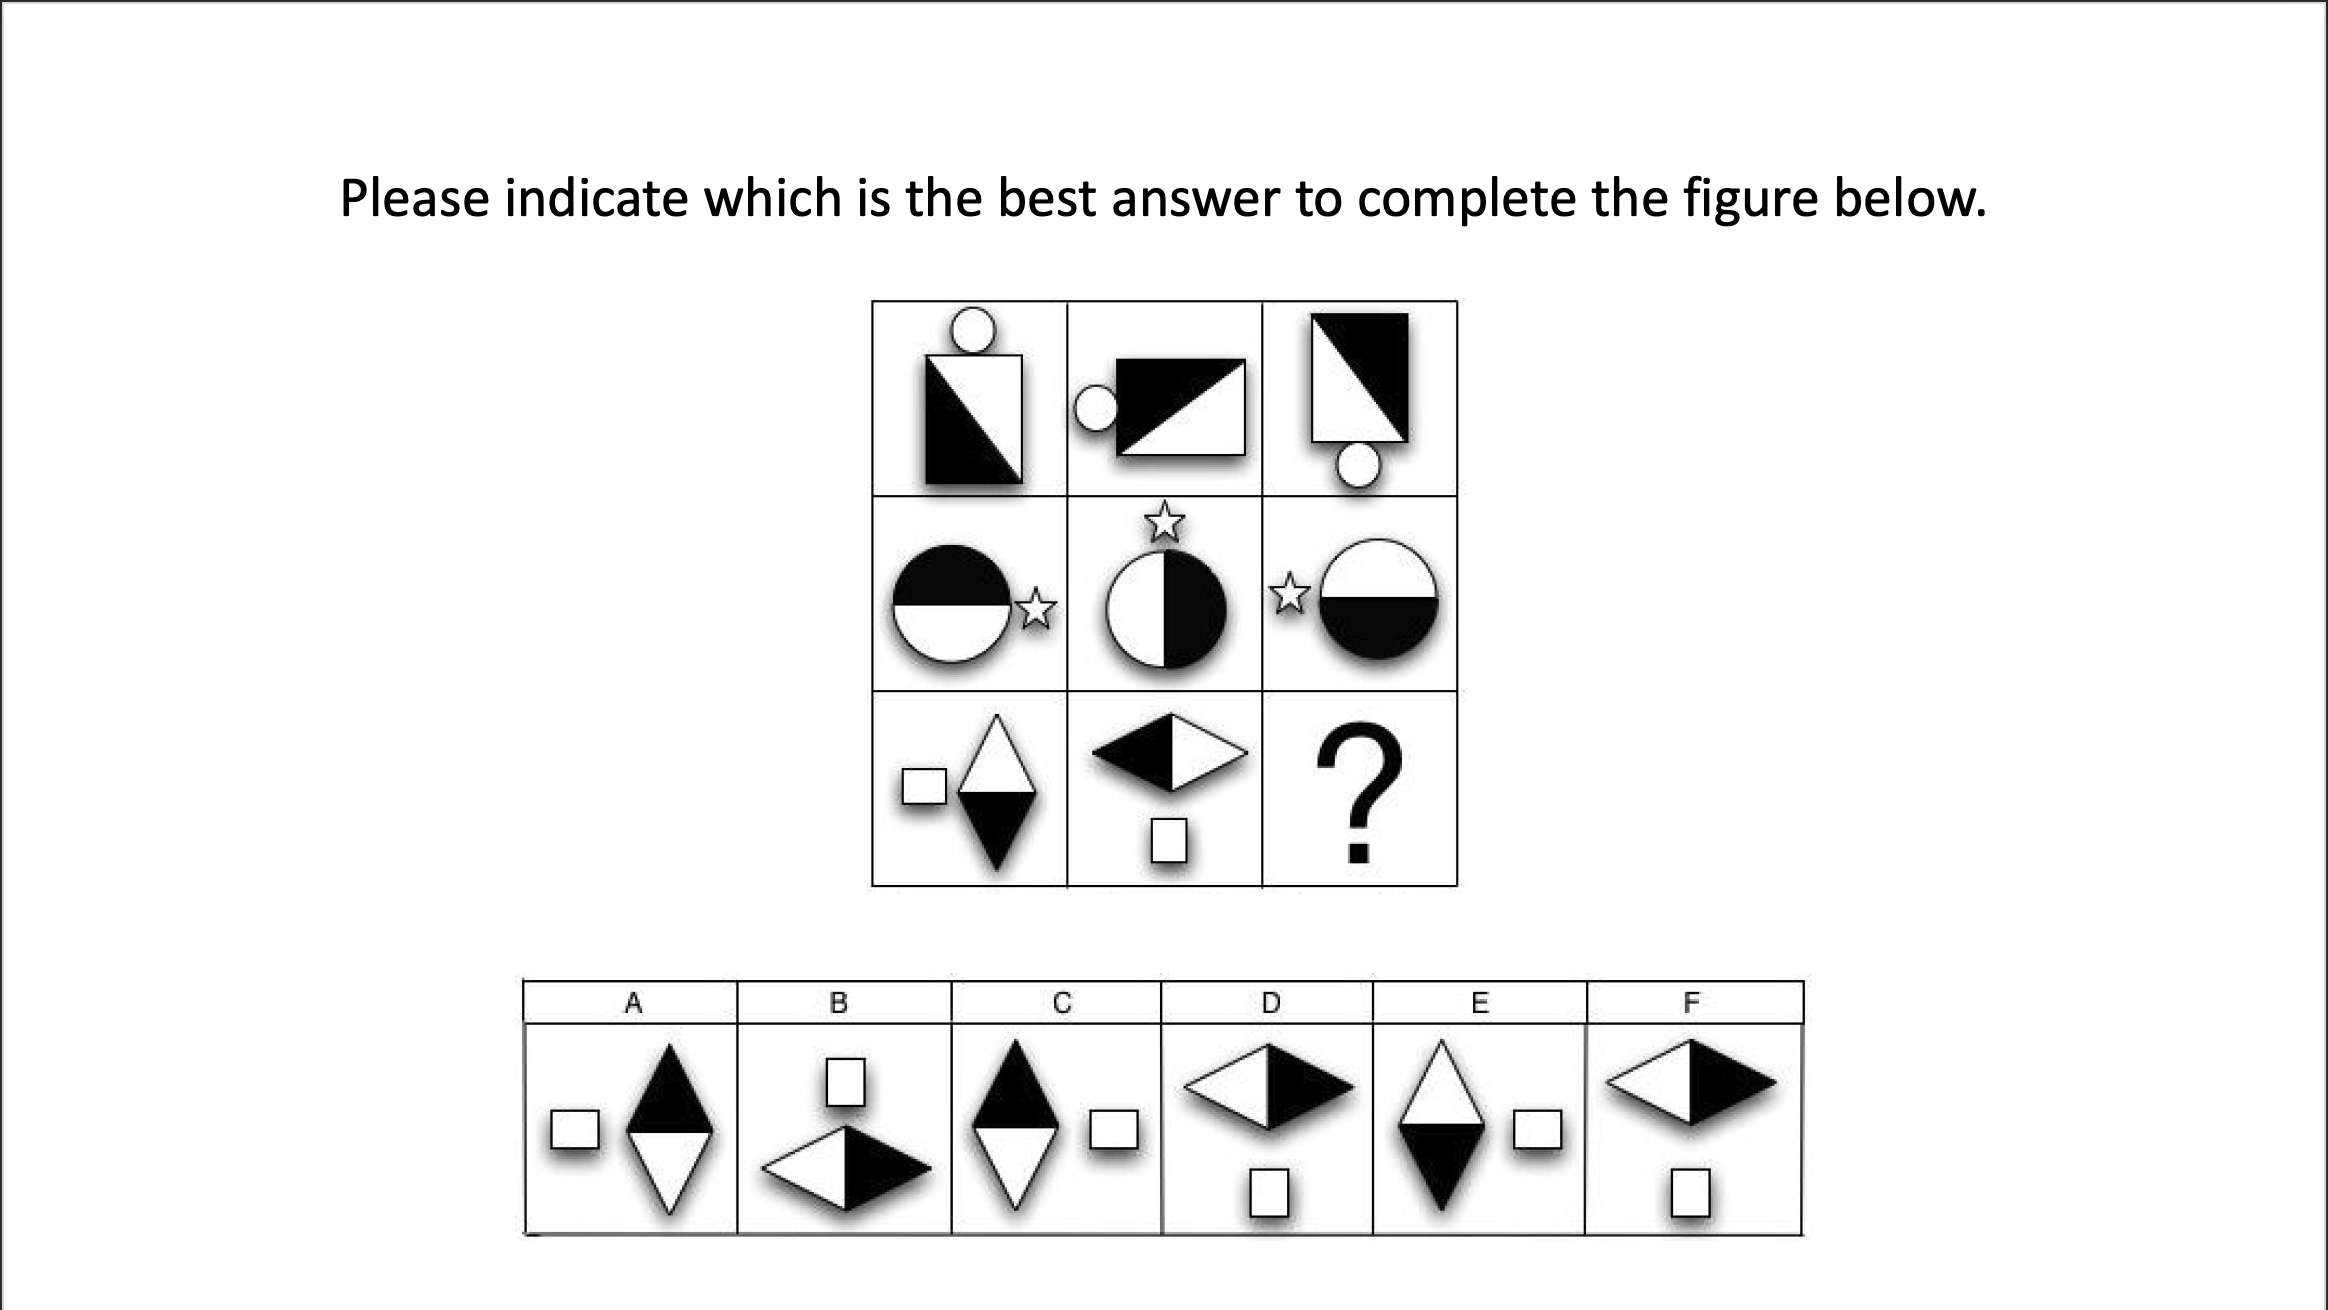 Please indicate which is the best answer to complete the figure below.
?
A B C D E F